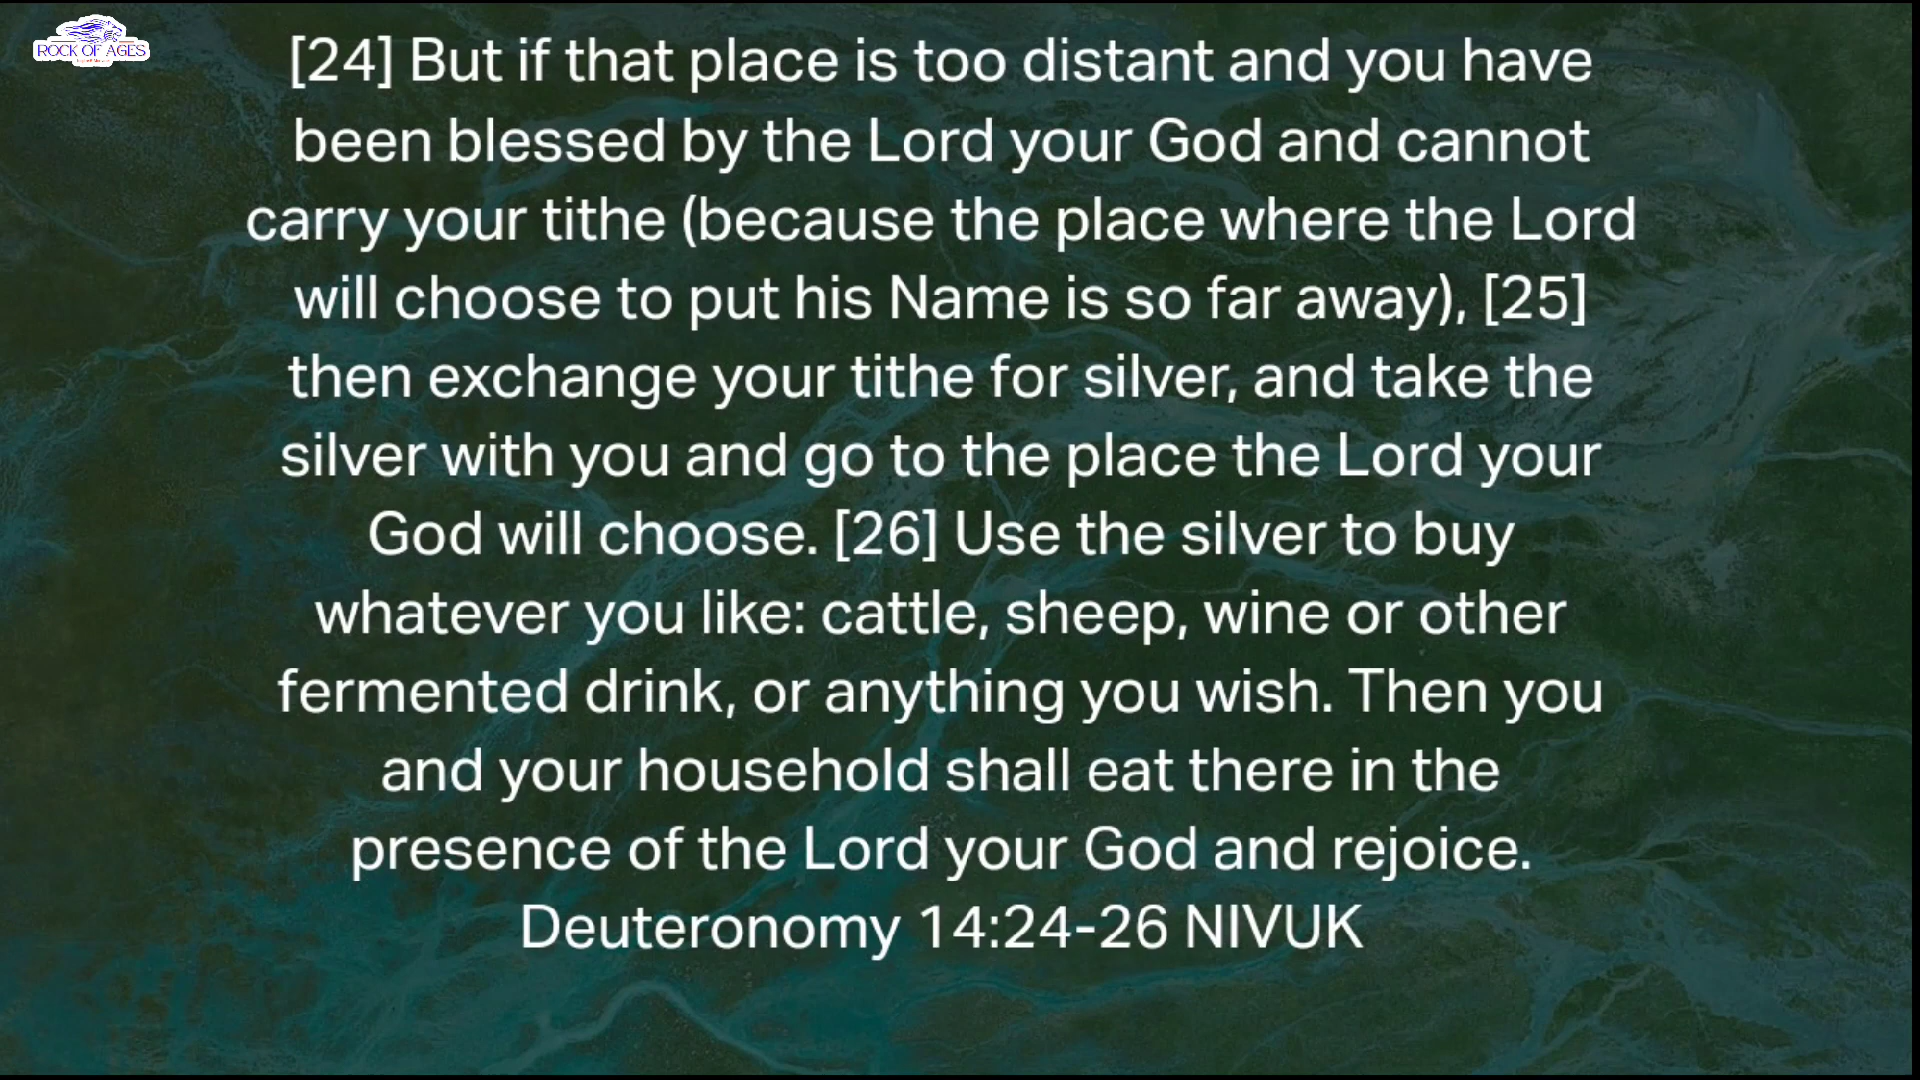 ROCK OF AGES
[24] But if that place is too distant and you have
been blessed by the Lord your God and cannot
carry your tithe (because the place where the Lord
will choose to put his Name is so far away), [25]
then exchange your tithe for silver, and take the
silver with you and go to the place the Lord your
God will choose. [26] Use the silver to buy
whatever you like: cattle, sheep, wine or other
fermented drink, or anything you wish. Then you
and your household shall eat there in the
presence of the Lord your God and rejoice.
Deuteronomy 14:24-26 NIVUK